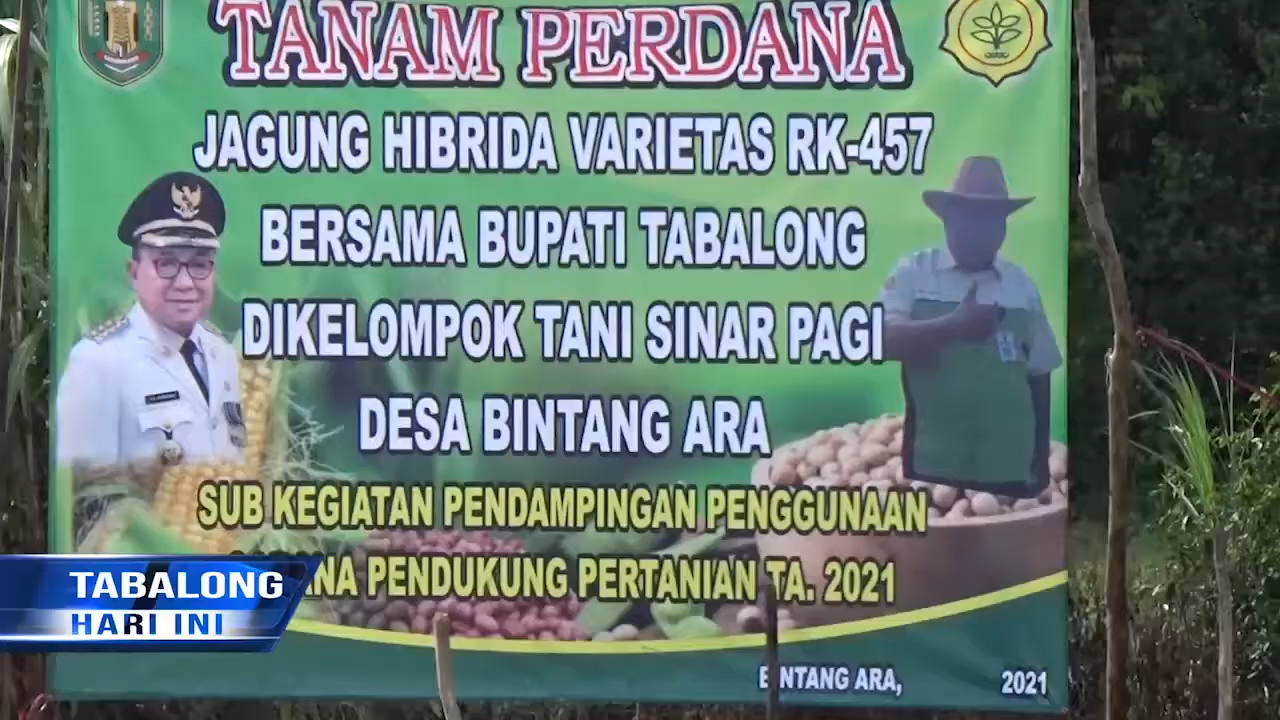 TANAM PERDANA
JAGUNG HIBRIDA VARIETAS RK-457
BERSAMA BUPATI TABALONG
DIKELOMPOK TANI SINAR PAGI
DESA BINTANG ARA
SUB KEGIATAN PENDAMPINGAN PENGGUNAAN
PENDUKUNG PERTANIAN TA. 2021
TABALONG
HARI INI
BINTANG ARA, 2021